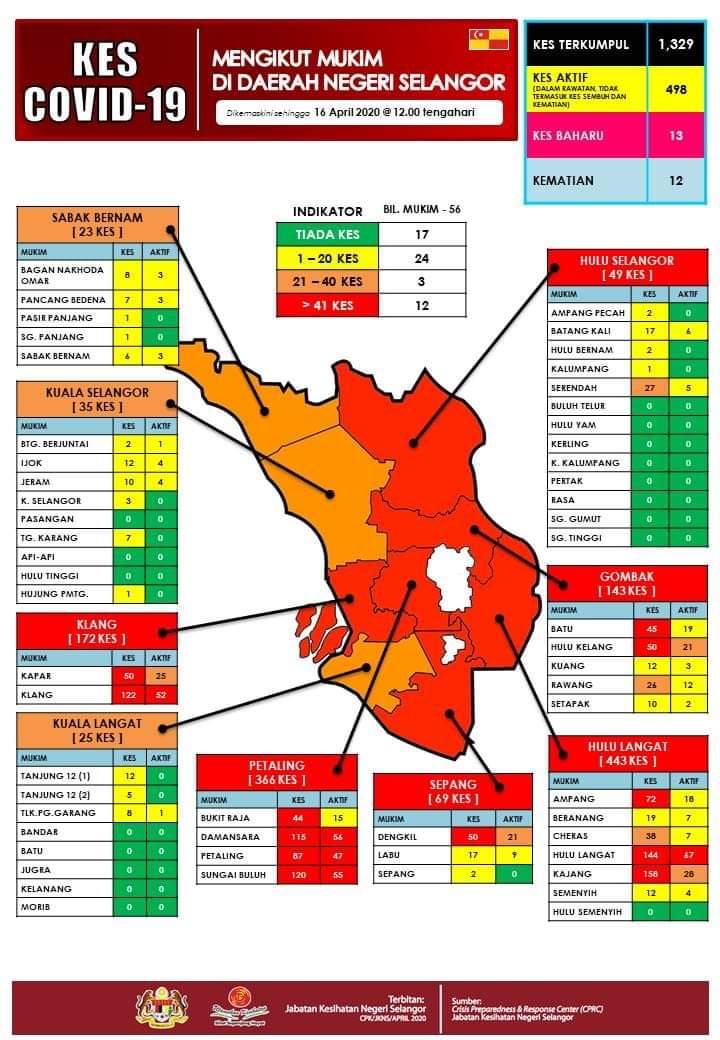 KES
COVID-19
MENGIKUT MUKIM
DI DAERAH NEGERI SELANGOR
Dikemaskini sehingga 16 April 2020 @ 12.00 tengahari
KES TERKUMPUL 1,329
KES AKTIF
(DALAM RAWATAN, TIDAK
TERMASUK KES SEMBUH DAN
KEMATIAN)
498
KES BAHARU 13
KEMATIAN 12
INDIKATOR BIL. MUKIM - 56
TIADA KES 17
1 – 20 KES 24
21 – 40 KES 3
> 41 KES 12
SABAK BERNAM
[ 23 KES ]
MUKIM KES AKTIF
BAGAN NAKHODA
OMAR 8 3
PANCANG BEDENA 7 3
PASIR PANJANG 1 0
SG. PANJANG 1 0
SABAK BERNAM 6 3
KUALA SELANGOR
[ 35 KES ]
MUKIM KES AKTIF
BTG. BERJUNTAI 2 1
IJOK 12 4
JERAM 10 4
K. SELANGOR 3 0
PASANGAN 0 0
TG. KARANG 7 0
API-API 0 0
HULU TINGGI 0 0
HUJUNG PMTG. 1 0
KLANG
[ 172 KES ]
MUKIM KES AKTIF
KAPAR 50 25
KLANG 122 52
KUALA LANGAT
[ 25 KES ]
MUKIM KES AKTIF
TANJUNG 12 (1) 12 0
TANJUNG 12 (2) 5 0
TLK.PG.GARANG 8 1
BANDAR 0 0
BATU 0 0
JUGRA 0 0
KELANANG 0 0
MORIB 0 0
PETALING
[ 366 KES ]
MUKIM KES AKTIF
BUKIT RAJA 44 15
DAMANSARA 115 56
PETALING 87 47
SUNGAI BULUH 120 55
SEPANG
[ 69 KES ]
MUKIM KES AKTIF
DENGKIL 50 21
LABU 17 9
SEPANG 2 0
HULU SELANGOR
[ 49 KES ]
MUKIM KES AKTIF
AMPANG PECAH 2 0
BATANG KALI 17 6
HULU BERNAM 2 0
KALUMPANG 1 0
SERENDAH 27 5
BULUH TELUR 0 0
HULU YAM 0 0
KERLING 0 0
K. KALUMPANG 0 0
PERTAK 0 0
RASA 0 0
SG. GUMUT 0 0
SG. TINGGI 0 0
GOMBAK
[ 143 KES ]
MUKIM KES AKTIF
BATU 45 19
HULU KELANG 50 21
KUANG 12 3
RAWANG 26 12
SETAPAK 10 2
HULU LANGAT
[ 443 KES ]
MUKIM KES AKTIF
AMPANG 72 18
BERANANG 19 7
CHERAS 38 7
HULU LANGAT 144 67
KAJANG 158 28
SEMENYIH 12 4
HULU SEMENYIH 0 0
Terbitan:
Jabatan Kesihatan Negeri Selangor
CPK/JKNS/APRIL 2020
Sumber:
Crisis Preparedness & Response Center (CPRC)
Jabatan Kesihatan Negeri Selangor